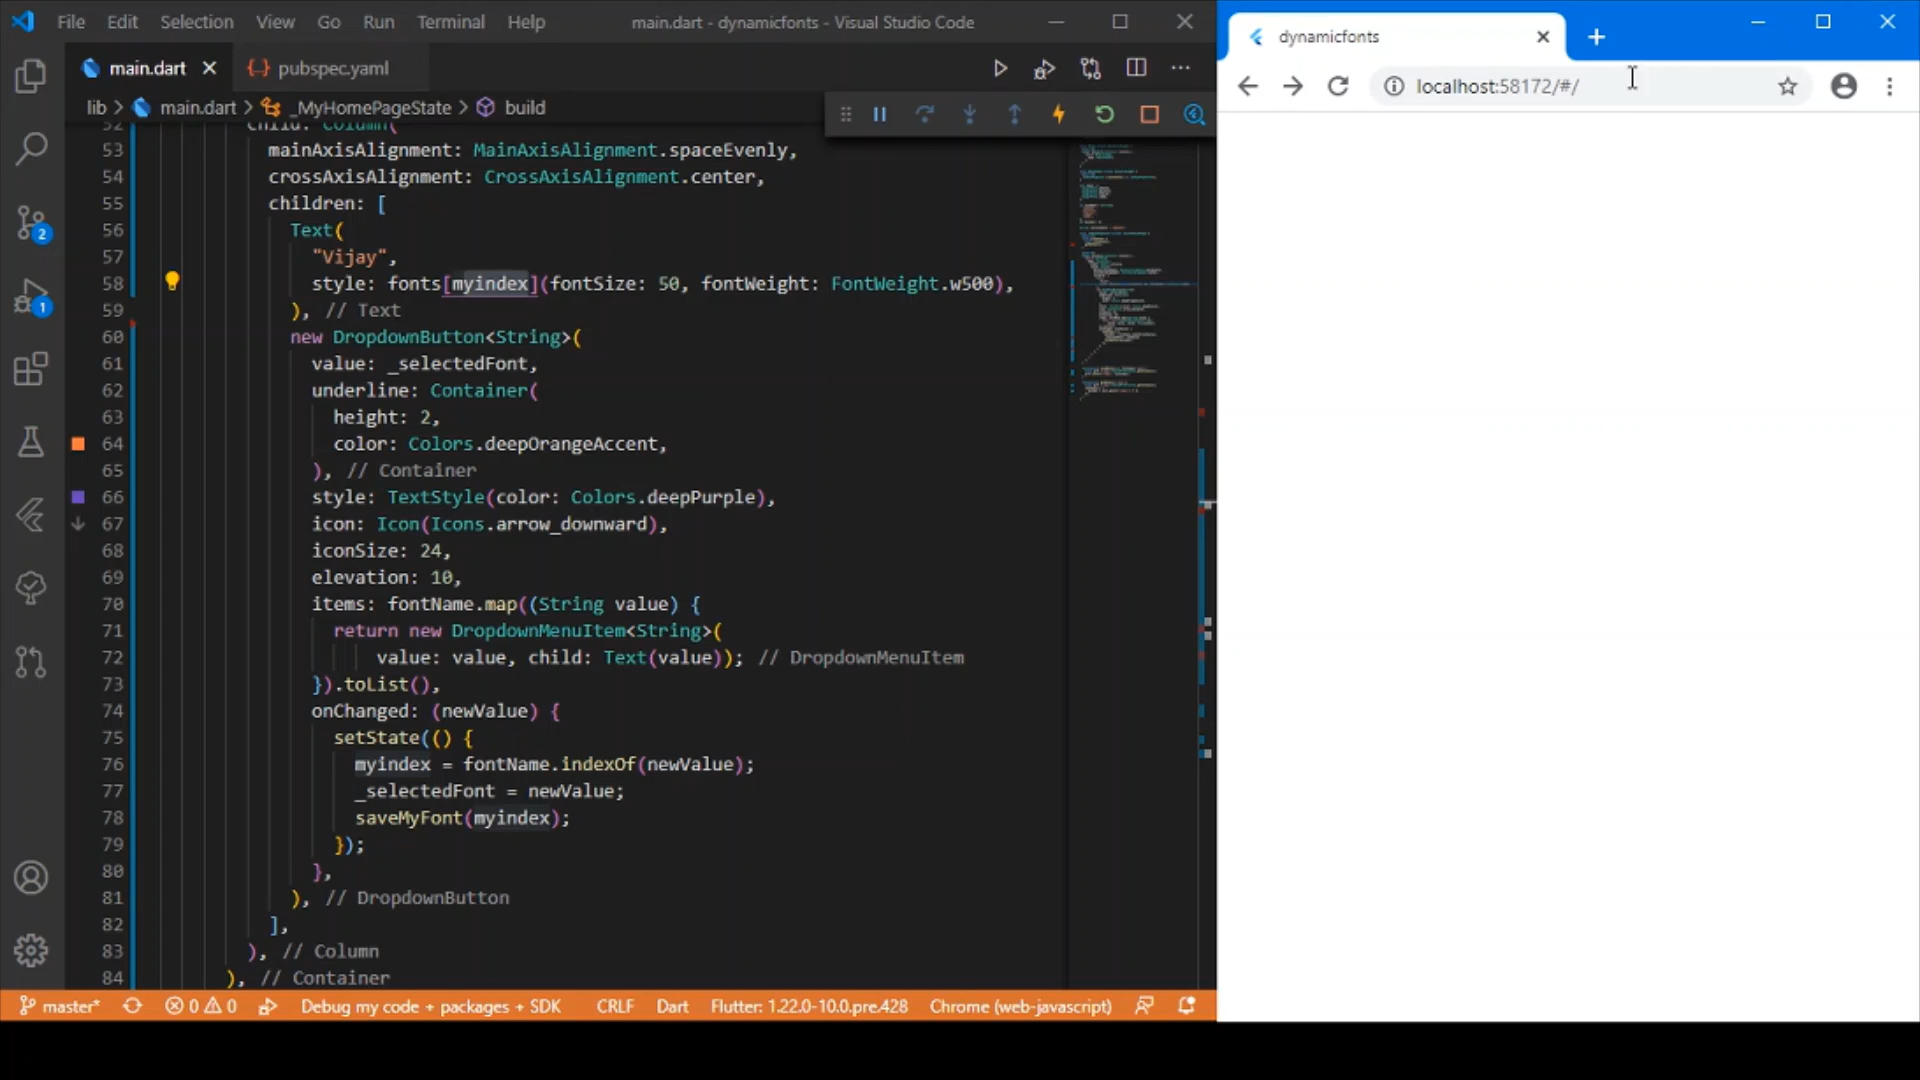 File Edit Selection View Go Run Terminal Help main.dart - dynamicfonts - Visual Studio Code
main.dart pubspec.yaml
lib > main.dart > _MyHomePageState > build
52 child: Column(
53 mainAxisAlignment: MainAxisAlignment.spaceEvenly,
54 crossAxisAlignment: CrossAxisAlignment.center,
55 children: [
56 Text(
57 "Vijay",
58 style: fonts[myindex](fontSize: 50, fontWeight: FontWeight.w500),
59 ), // Text
60 new DropdownButton<String>(
61 value: _selectedFont,
62 underline: Container(
63 height: 2,
64 color: Colors.deepOrangeAccent,
65 ), // Container
66 style: TextStyle(color: Colors.deepPurple),
67 icon: Icon(Icons.arrow_downward),
68 iconSize: 24,
69 elevation: 10,
70 items: fontName.map((String value) {
71 return new DropdownMenuItem<String>(
72 value: value, child: Text(value)); // DropdownMenuItem
73 }).toList(),
74 onChanged: (newValue) {
75 setState(() {
76 myindex = fontName.indexOf(newValue);
77 _selectedFont = newValue;
78 saveMyFont(myindex);
79 });
80 },
81 ), // DropdownButton
82 ],
83 ), // Column
84 ), // Container
2
1
master* 0 0 Debug my code + packages + SDK CRLF Dart Flutter: 1.22.0-10.0.pre.428 Chrome (web-javascript)
dynamicfonts
localhost:58172/#/